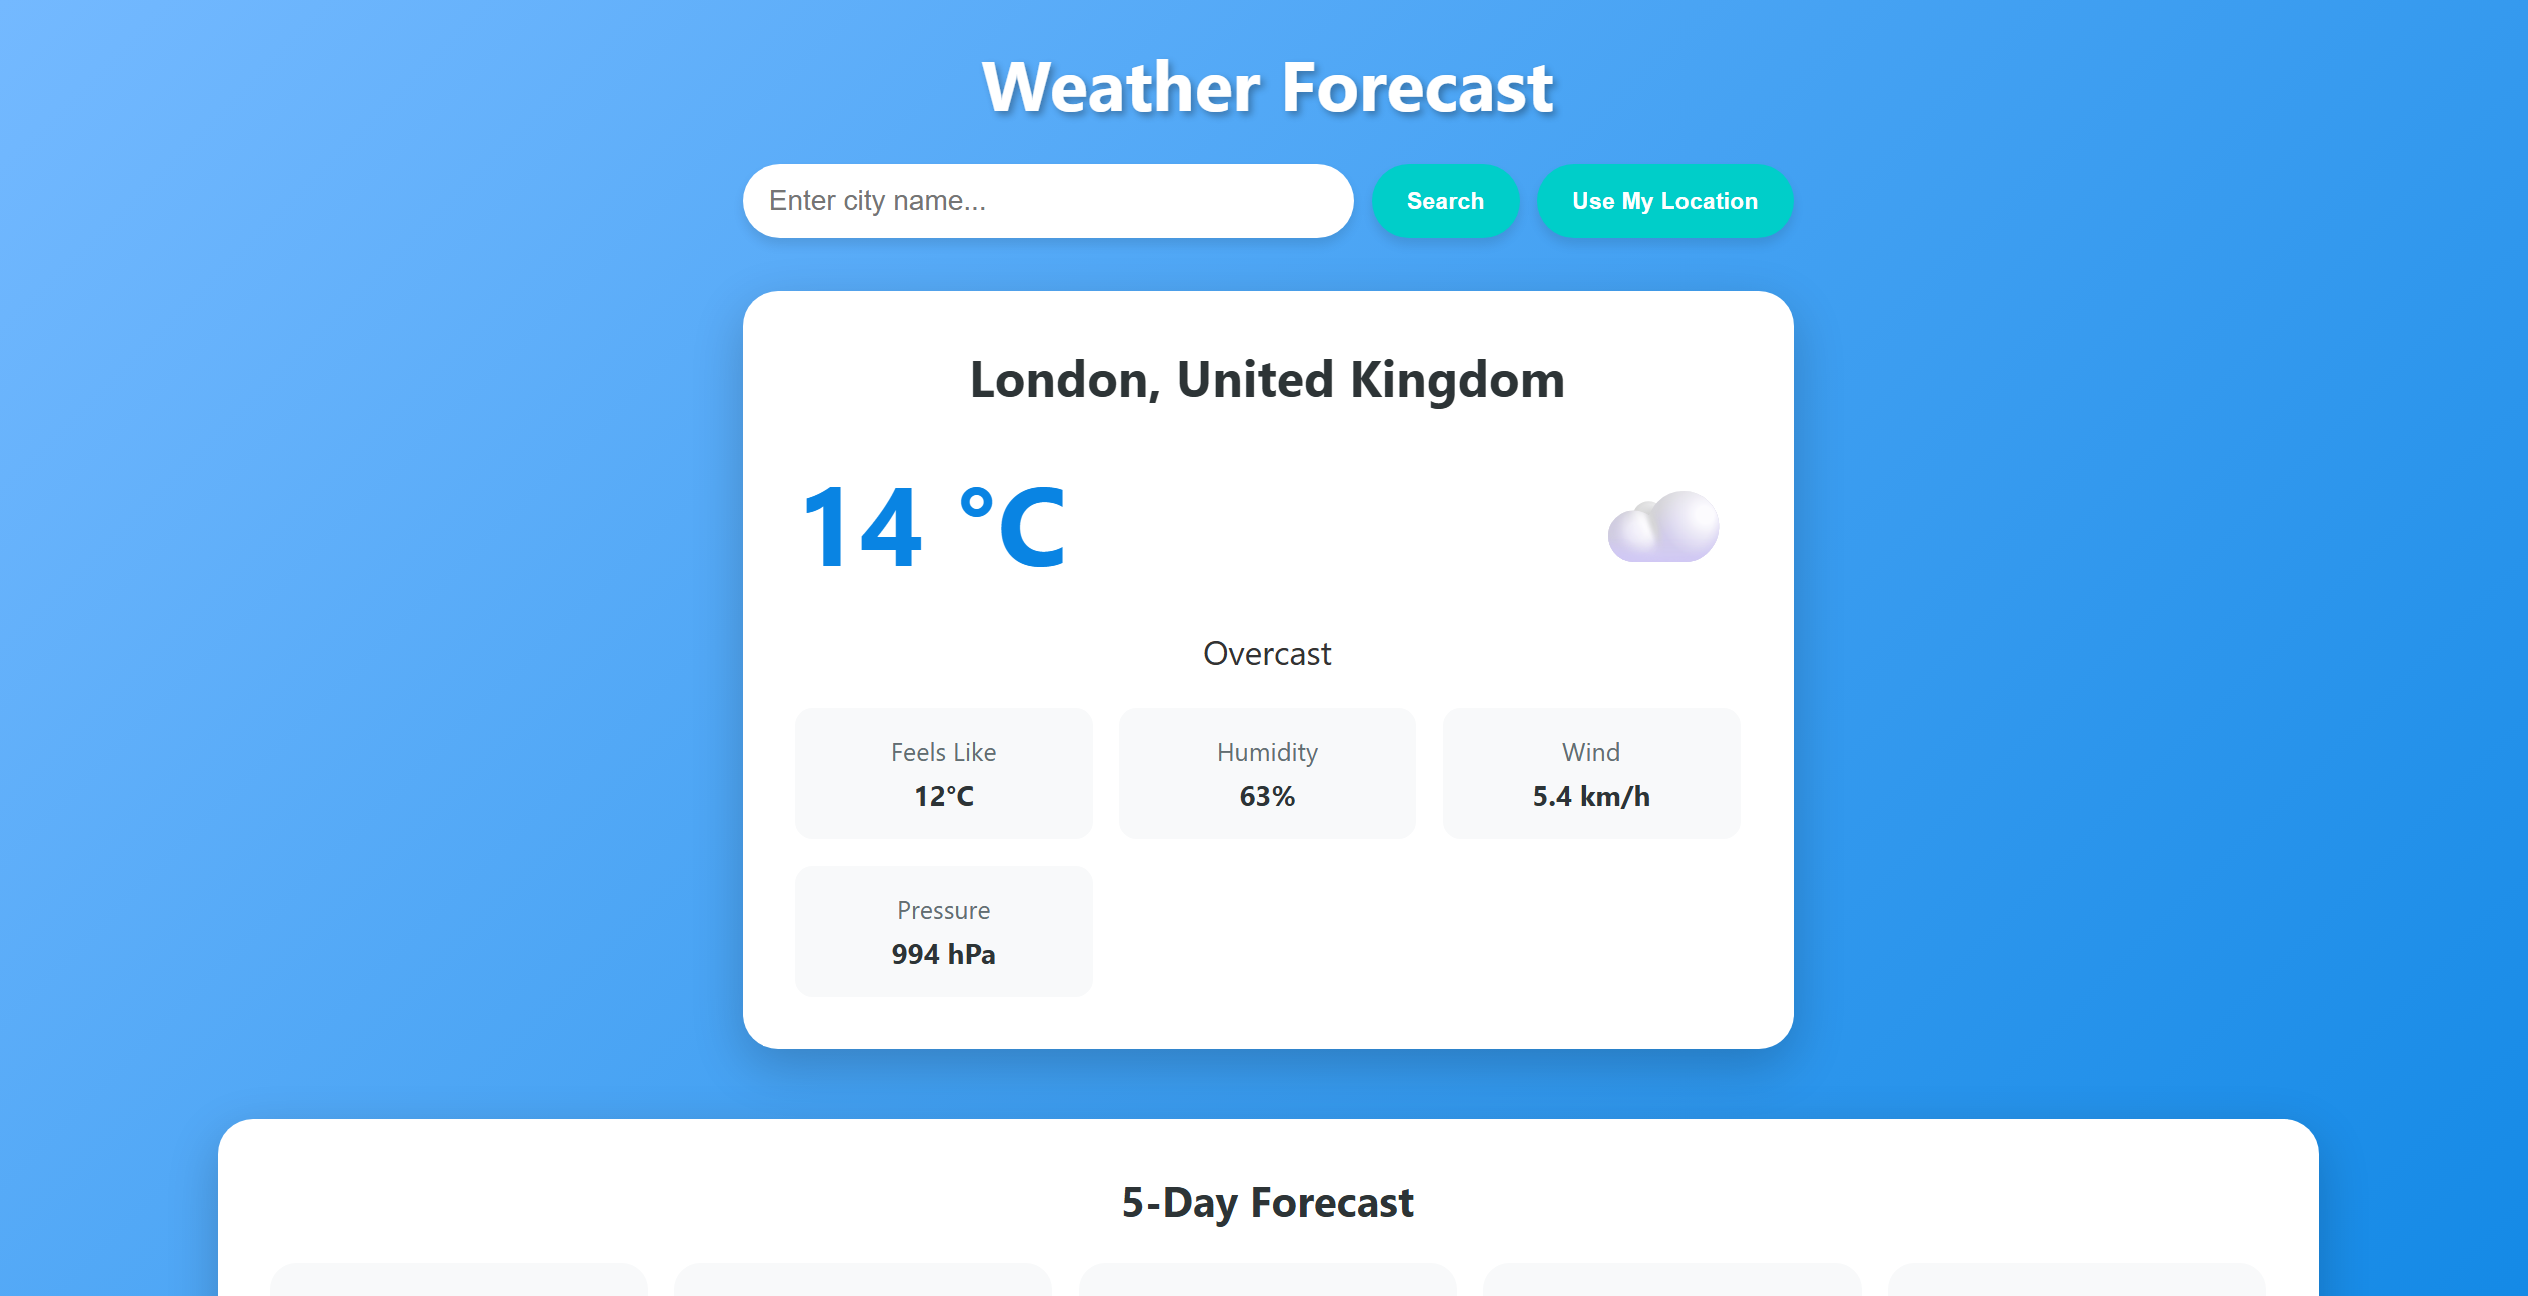 Weather Forecast
Enter city name...
Search
Use My Location
London, United Kingdom
14 °C
Overcast
Feels Like
12°C
Humidity
63%
Wind
5.4 km/h
Pressure
994 hPa
5-Day Forecast